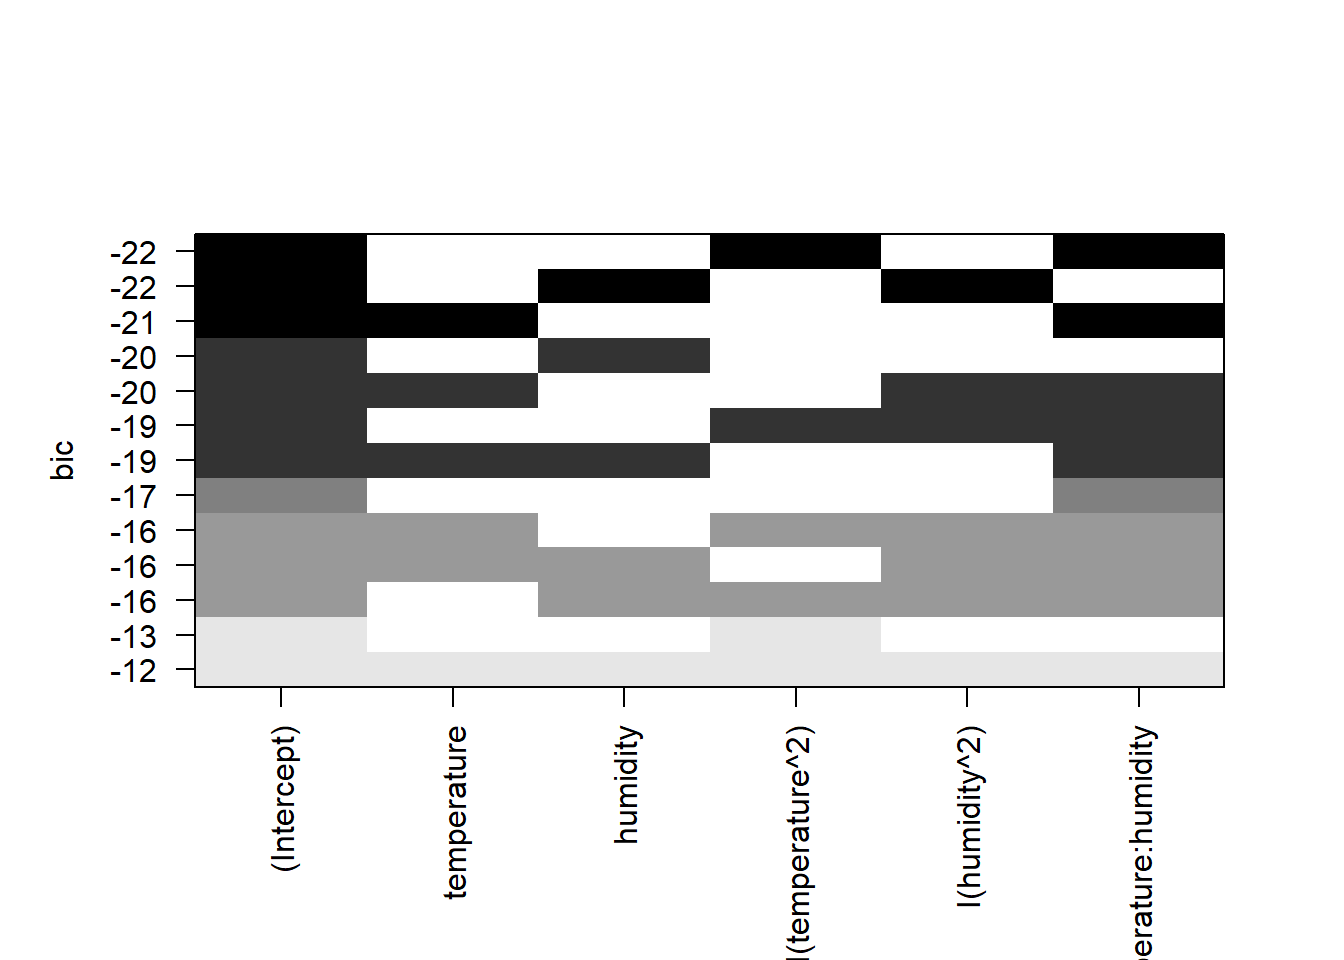 bic
-22
-22
-21
-20
-20
-19
-19
-17
-16
-16
-16
-13
-12
(Intercept)
temperature
humidity
I(temperature^2)
I(humidity^2)
perature:humidity